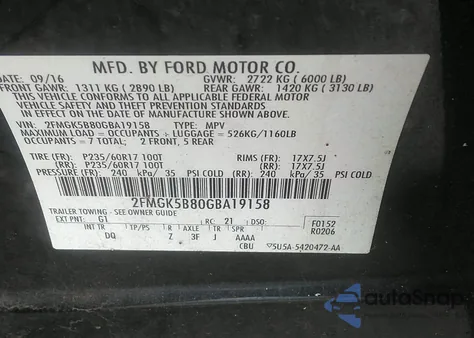 MFD. BY FORD MOTOR CO.
DATE: 09/16 GVWR: 2722 KG ( 6000 LB)
FRONT GAWR: 1311 KG ( 2890 LB) REAR GAWR: 1420 KG ( 3130 LB)
THIS VEHICLE CONFORMS TO ALL APPLICABLE FEDERAL MOTOR
VEHICLE SAFETY STANDARDS IN EFFECT ON THE DATE OF MANUFACTURE
SHOWN ABOVE.
VIN: 2FMGK5B80GBA19158 TYPE: MPV
MAXIMUM LOAD = OCCUPANTS + LUGGAGE = 526KG/1160LB
OCCUPANTS = 7 TOTAL; 2 FRONT, 5 REAR
TIRE (FR): P235/60R17 100T RIMS (FR): 17X7.5J
(RR): P235/60R17 100T (RR): 17X7.5J
PRESSURE (FR): 240 kPa/ 35 PSI COLD (RR): 240 kPa/ 35 PSI COLD
2FMGK5B80GBA19158
TRAILER TOWING - SEE OWNER GUIDE
EXT PNT: G1 RC: 21 DSO: F0152
INT TR TP/PS R AXLE TR SPR R0206
DQ Z 3F J AAAA
CBU 5U5A-5420472-AA
AutoSnap